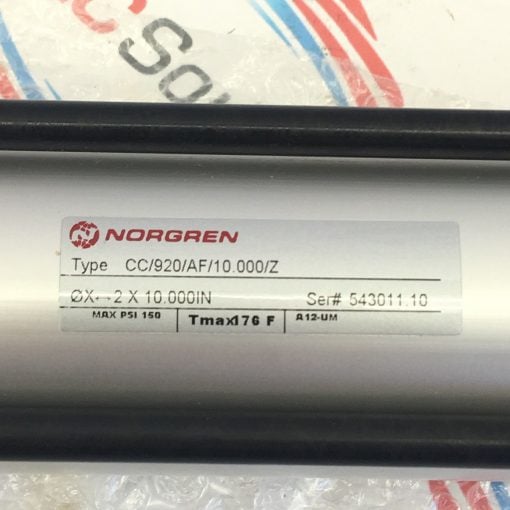 NORGREN
Type CC/920/AF/10.000/Z
ØX↔2 X 10.000IN Ser# 543011.10
MAX PSI 150 Tmax176 F A12-UM